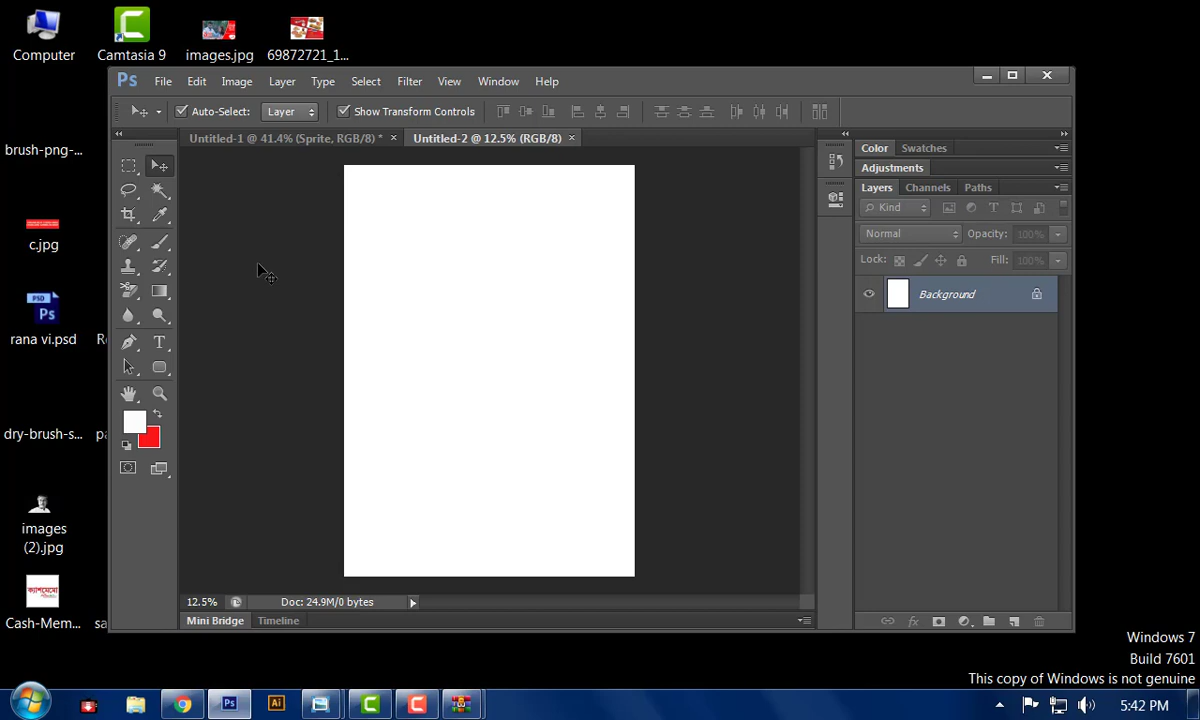 Computer
Camtasia 9
images.jpg
69872721_1...
Ps
File
Edit
Image
Layer
Type
Select
Filter
View
Window
Help
Auto-Select:
Layer
Show Transform Controls
Untitled-1 @ 41.4% (Sprite, RGB/8) *
Untitled-2 @ 12.5% (RGB/8)
Color
Swatches
Adjustments
Layers
Channels
Paths
Kind
Normal
Opacity:
100%
Lock:
Fill:
100%
Background
brush-png-...
c.jpg
PSD
Ps
rana vi.psd
dry-brush-s...
images
(2).jpg
ক্যাশমেমো
Cash-Mem...
12.5%
Doc: 24.9M/0 bytes
Mini Bridge
Timeline
Windows 7
Build 7601
This copy of Windows is not genuine
Ps
Ai
5:42 PM